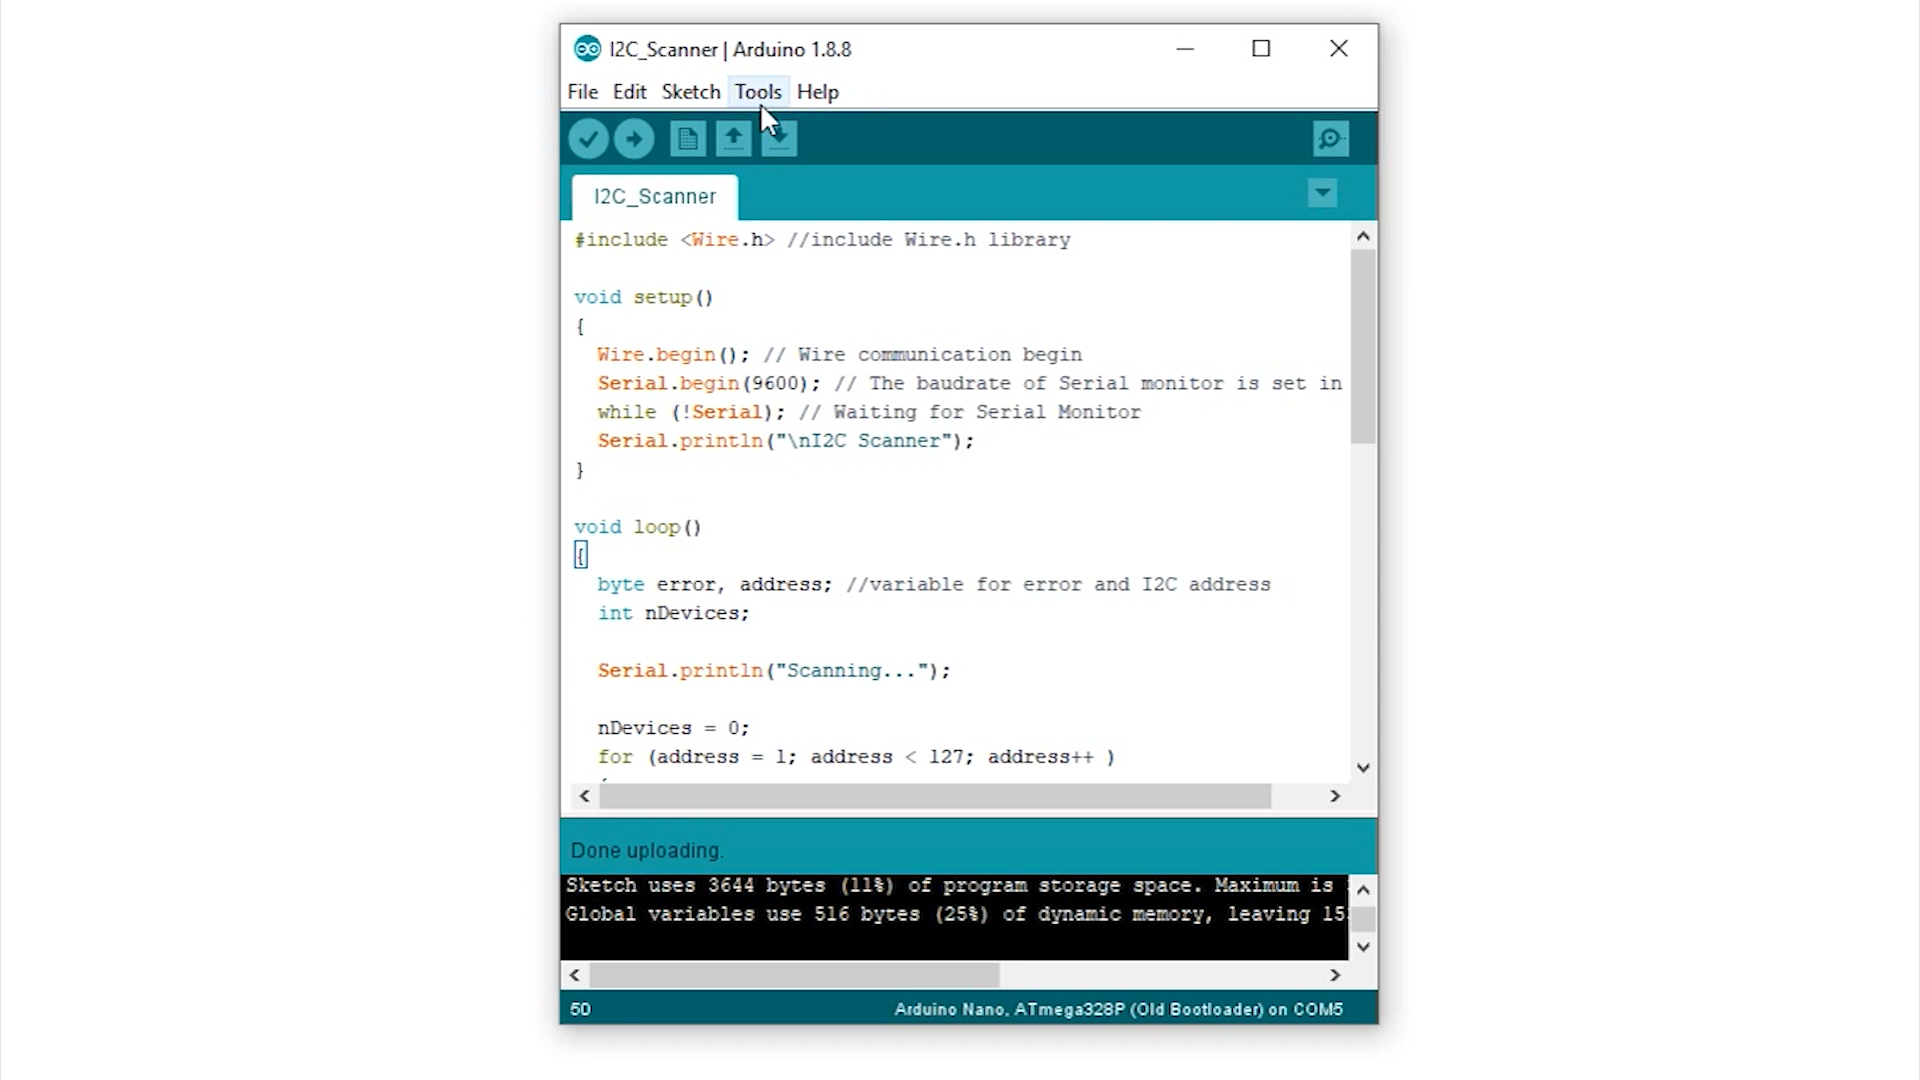 I2C_Scanner | Arduino 1.8.8
File Edit Sketch Tools Help
I2C_Scanner
#include <Wire.h> //include Wire.h library
void setup()
{
Wire.begin(); // Wire communication begin
Serial.begin(9600); // The baudrate of Serial monitor is set in
while (!Serial); // Waiting for Serial Monitor
Serial.println("\nI2C Scanner");
}
void loop()
{
byte error, address; //variable for error and I2C address
int nDevices;
Serial.println("Scanning...");
nDevices = 0;
for (address = 1; address < 127; address++ )
Done uploading.
Sketch uses 3644 bytes (11%) of program storage space. Maximum is
Global variables use 516 bytes (25%) of dynamic memory, leaving 15
50
Arduino Nano, ATmega328P (Old Bootloader) on COM5